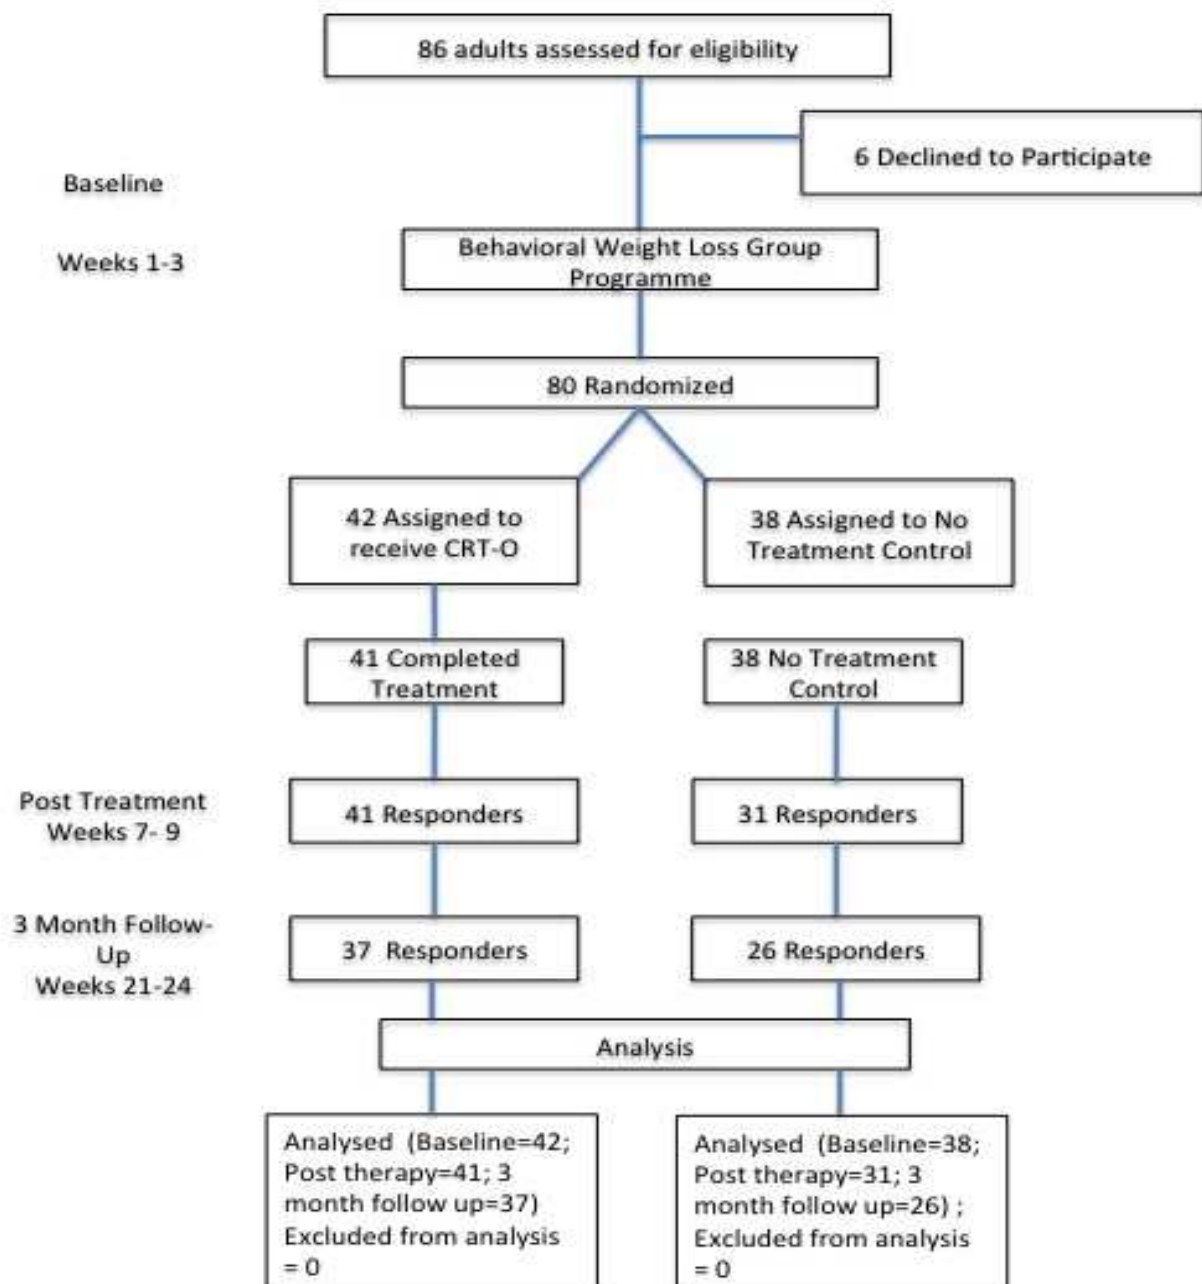 86 adults assessed for eligibility
6 Declined to Participate
Baseline
Weeks 1-3
Behavioral Weight Loss Group
Programme
80 Randomized
42 Assigned to
receive CRT-O
38 Assigned to No
Treatment Control
41 Completed
Treatment
38 No Treatment
Control
Post Treatment
Weeks 7- 9
41 Responders
31 Responders
3 Month Follow-
Up
Weeks 21-24
37 Responders
26 Responders
Analysis
Analysed (Baseline=42;
Post therapy=41; 3
month follow up=37)
Excluded from analysis
= 0
Analysed (Baseline=38;
Post therapy=31; 3
month follow up=26) ;
Excluded from analysis
= 0